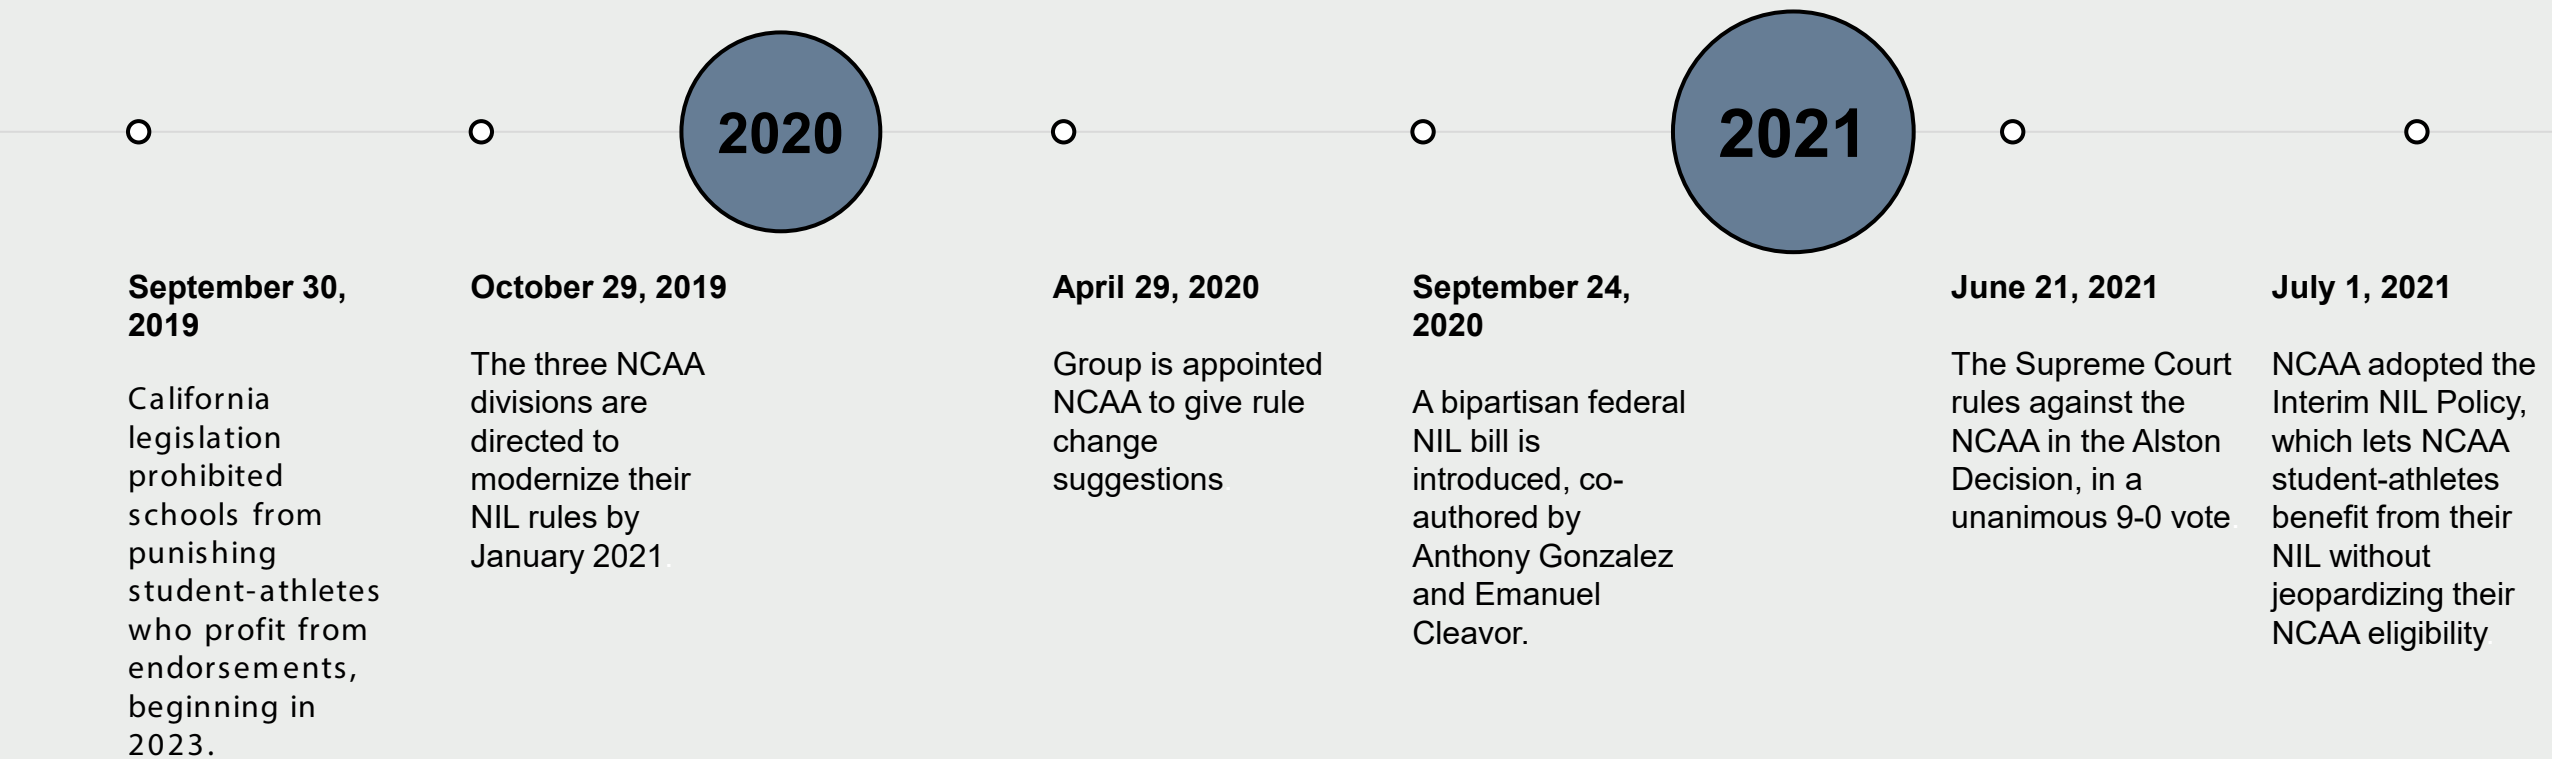 2020
2021
September 30,
2019
California
legislation
prohibited
schools from
punishing
student-athletes
who profit from
endorsements,
beginning in
2023.
October 29, 2019
The three NCAA
divisions are
directed to
modernize their
NIL rules by
January 2021.
April 29, 2020
Group is appointed
NCAA to give rule
change
suggestions.
September 24,
2020
A bipartisan federal
NIL bill is
introduced, co-
authored by
Anthony Gonzalez
and Emanuel
Cleavor.
June 21, 2021
The Supreme Court
rules against the
NCAA in the Alston
Decision, in a
unanimous 9-0 vote.
July 1, 2021
NCAA adopted the
Interim NIL Policy,
which lets NCAA
student-athletes
benefit from their
NIL without
jeopardizing their
NCAA eligibility